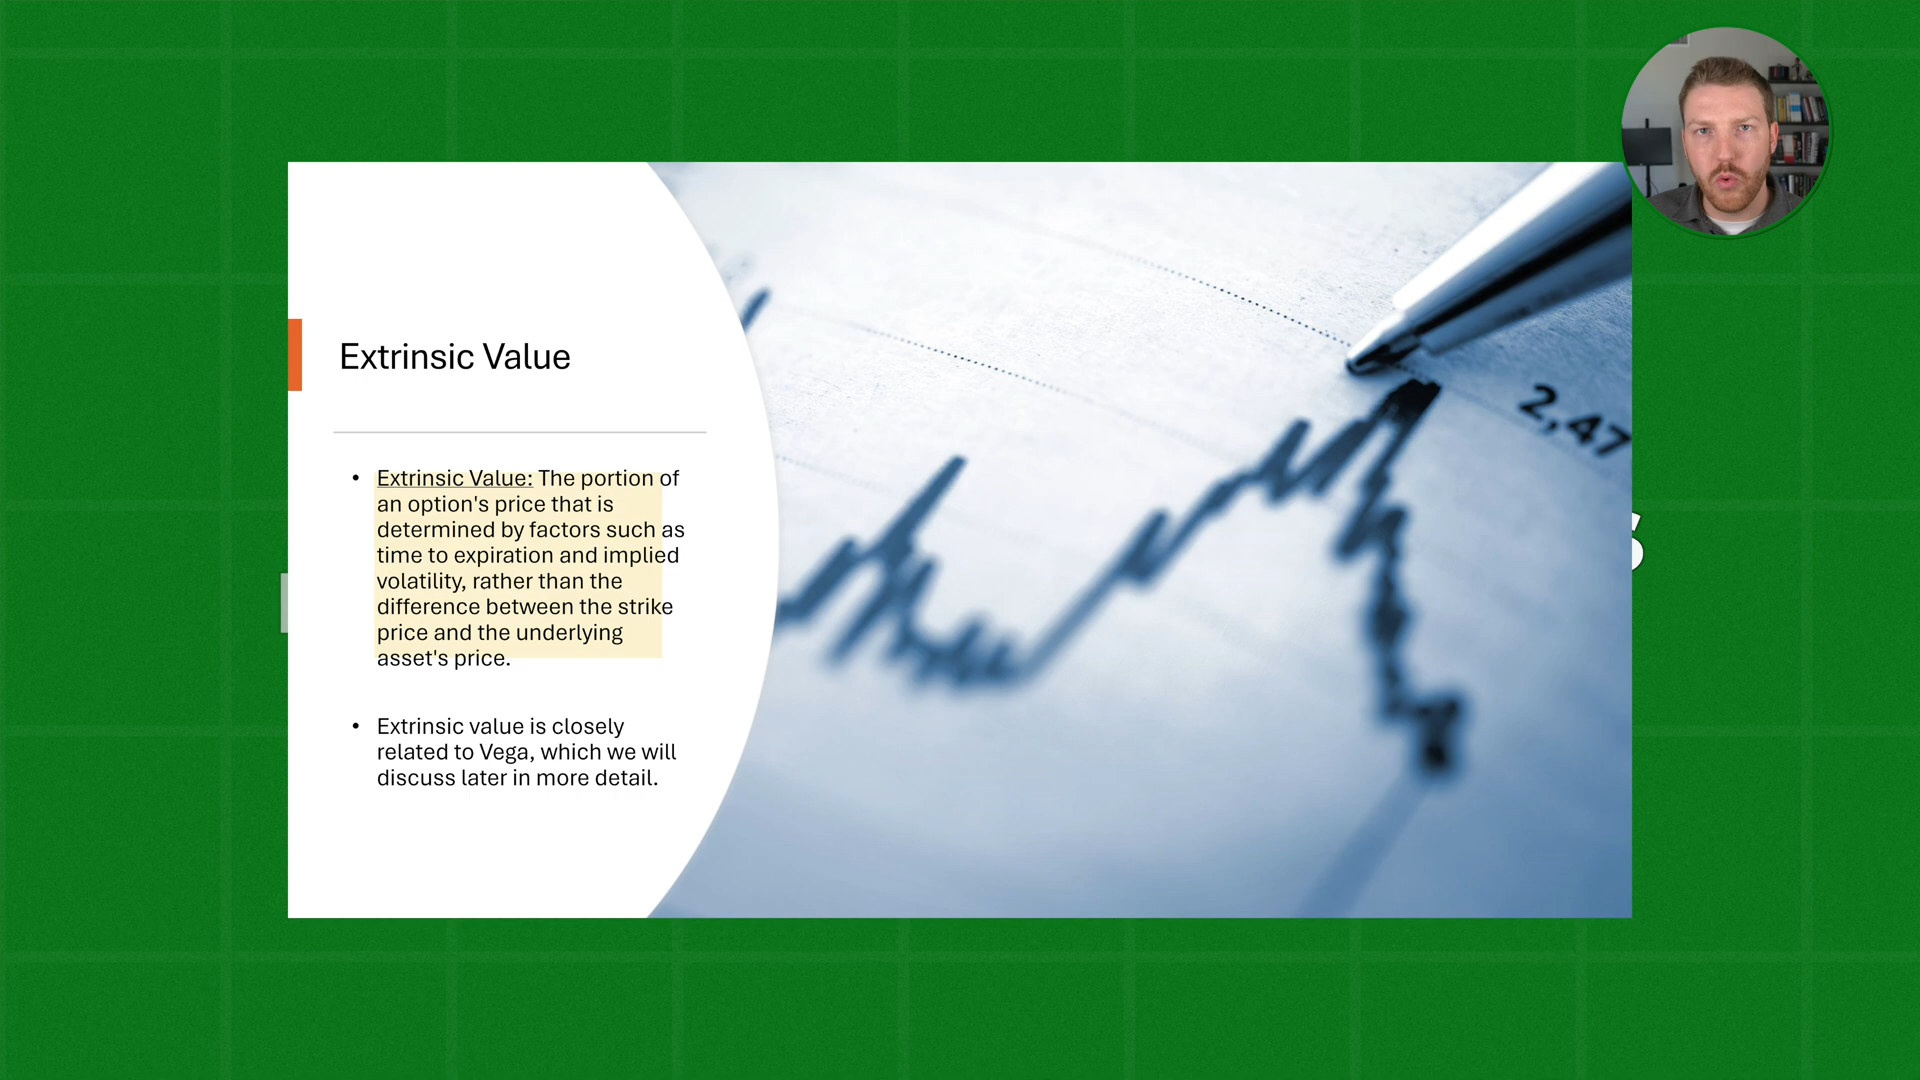 Extrinsic Value
• Extrinsic Value: The portion of
an option's price that is
determined by factors such as
time to expiration and implied
volatility, rather than the
difference between the strike
price and the underlying
asset's price.
• Extrinsic value is closely
related to Vega, which we will
discuss later in more detail.
2,47